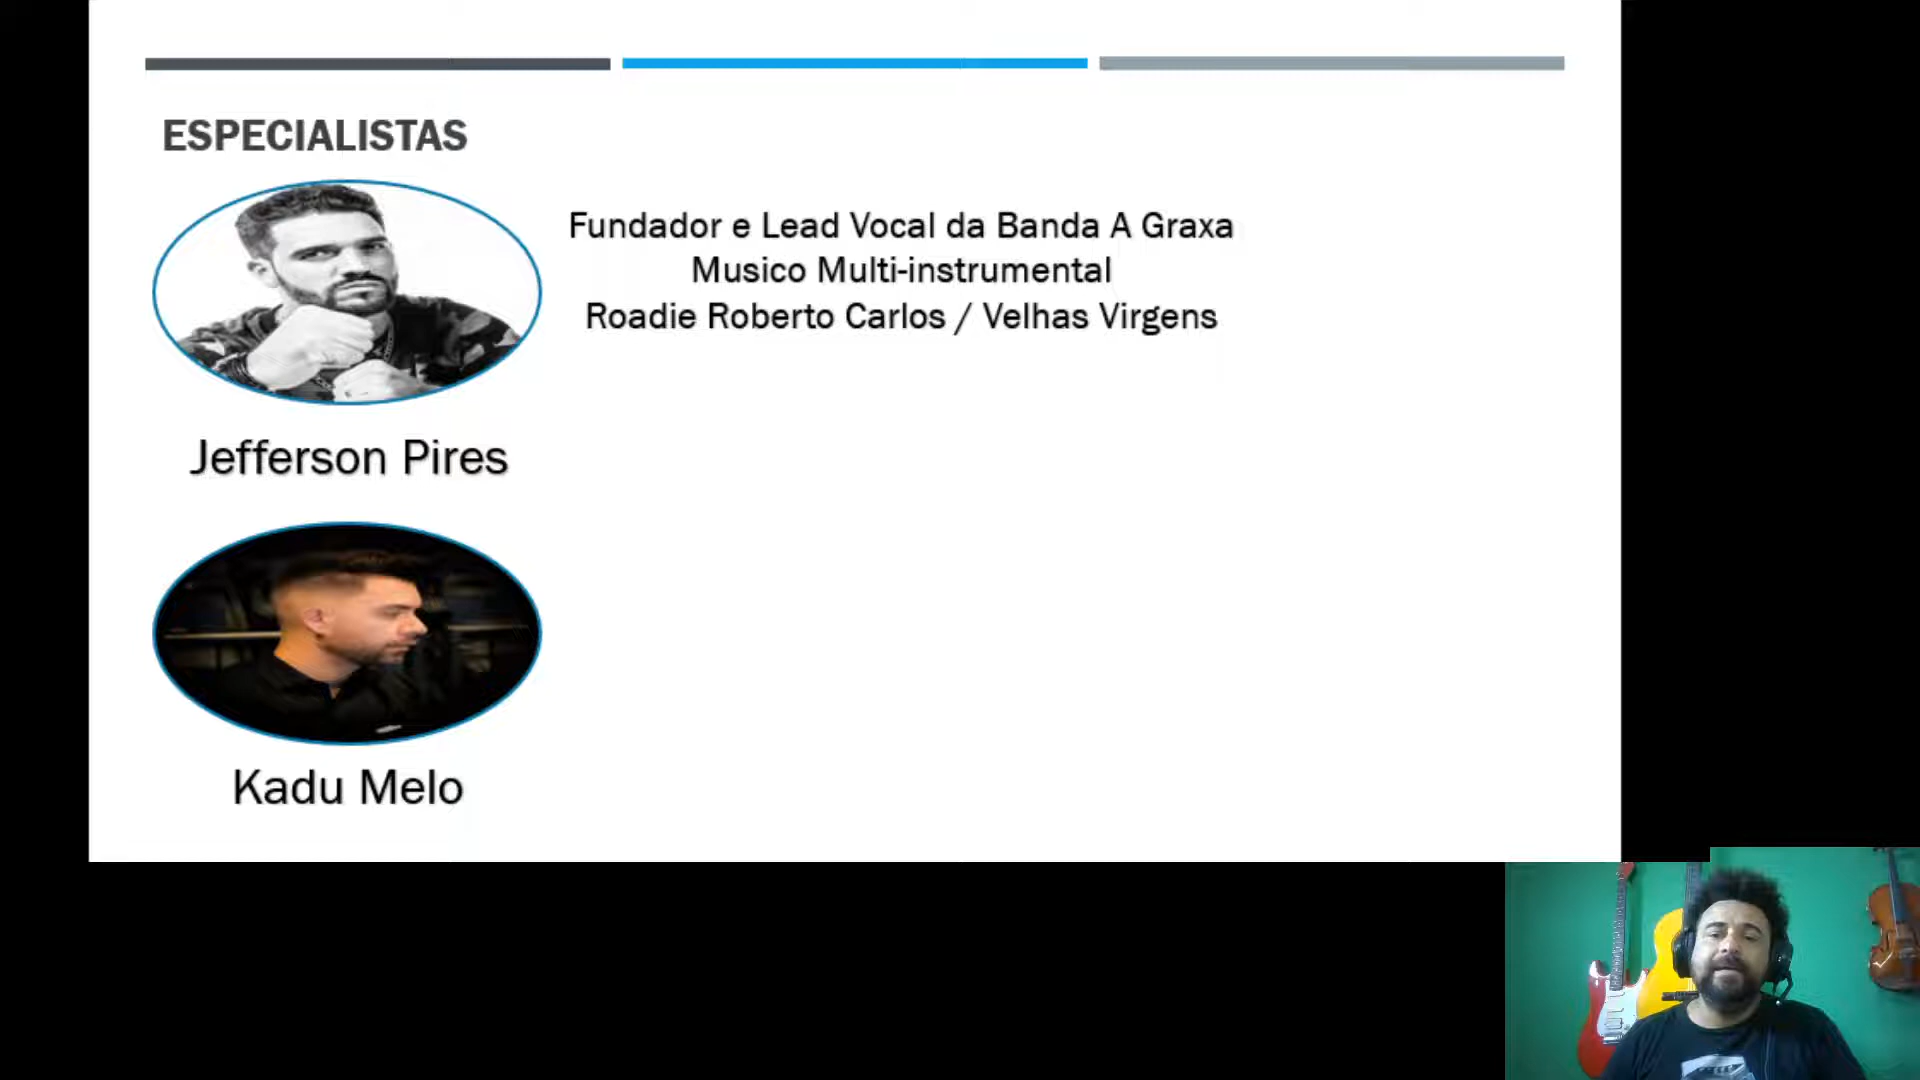 ESPECIALISTAS
Fundador e Lead Vocal da Banda A Graxa
Musico Multi-instrumental
Roadie Roberto Carlos / Velhas Virgens
Jefferson Pires
Kadu Melo